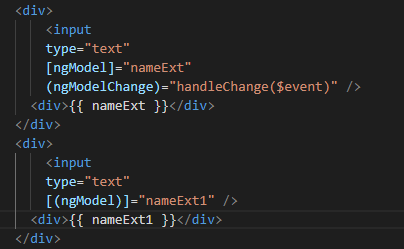 <div>
<input
type="text"
[ngModel]="nameExt"
(ngModelChange)="handleChange($event)" />
<div>{{ nameExt }}</div>
</div>
<div>
<input
type="text"
[(ngModel)]="nameExt1" />
<div>{{ nameExt1 }}</div>
</div>